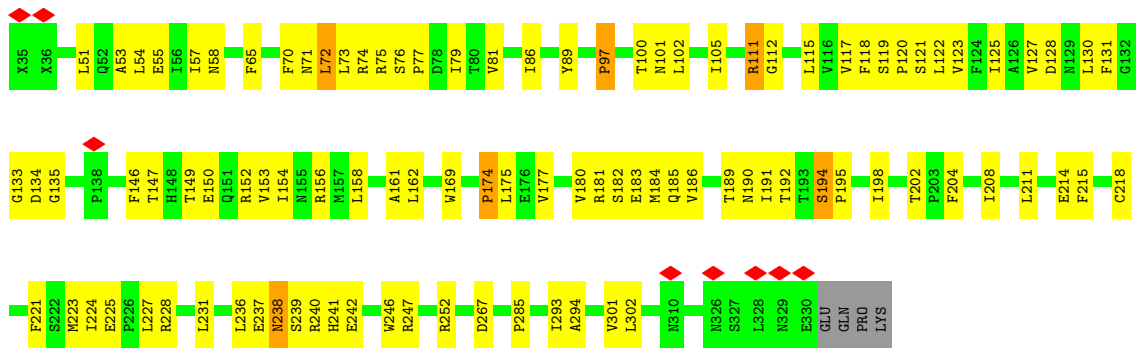 X35 X36 L51 Q52 A53 L54 E55 I56 I57 N58 F65 F70 N71 L72 L73 R74 R75 S76 P77 D78 I79 T80 V81 I86 Y89 P97 T100 N101 L102 I105 R111 G112 L115 V116 V117 F118 S119 P120 S121 L122 V123 F124 I125 A126 V127 D128 N129 L130 F131 G132
G133 D134 G135 P138 F146 T147 H148 T149 E150 Q151 R152 V153 I154 N155 R156 M157 L158 A161 L162 W169 P174 L175 E176 V177 V180 R181 S182 E183 M184 Q185 V186 T189 N190 I191 T192 T193 S194 P195 I198 T202 P203 F204 I208 L211 E214 F215 C218
F221 S222 M223 I224 E225 P226 L227 R228 L231 L236 E237 N238 S239 R240 H241 E242 W246 R247 R252 D267 P285 I293 A294 V301 L302 N310 N326 S327 L328 N329 E330 GLU GLN PRO LYS